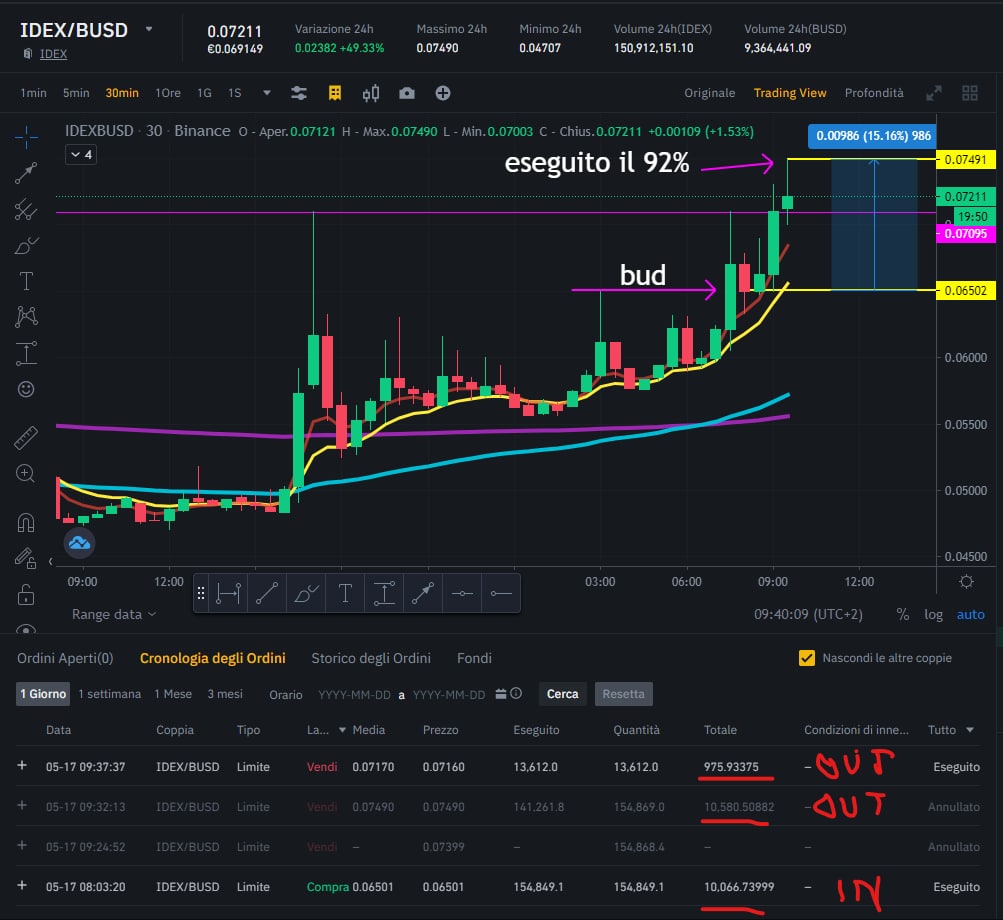 IDEX/BUSD
IDEX
0.07211
€0.069149
Variazione 24h
0.02382 +49.33%
Massimo 24h
0.07490
Minimo 24h
0.04707
Volume 24h(IDEX)
150,912,151.10
Volume 24h(BUSD)
9,364,441.09
1min 5min 30min 1Ore 1G 1S
Originale Trading View Profondità
IDEXBUSD · 30 · Binance O - Aper.0.07121 H - Max.0.07490 L - Min.0.07003 C - Chius.0.07211 +0.00109 (+1.53%)
4
0.00986 (15.16%) 986
eseguito il 92%
0.07491
0.07211
19:50
0.07095
bud
0.06502
0.06000
0.05500
0.05000
0.04500
09:00 12:00 03:00 06:00 09:00 12:00
Range data
09:40:09 (UTC+2) % log auto
Ordini Aperti(0) Cronologia degli Ordini Storico degli Ordini Fondi
Nascondi le altre coppie
1 Giorno 1 settimana 1 Mese 3 mesi Orario YYYY-MM-DD a YYYY-MM-DD Cerca Resetta
Data Coppia Tipo La... Media Prezzo Eseguito Quantità Totale Condizioni di inne... Tutto
+ 05-17 09:37:37 IDEX/BUSD Limite Vendi 0.07170 0.07160 13,612.0 13,612.0 975.93375 – OUT Eseguito
+ 05-17 09:32:13 IDEX/BUSD Limite Vendi 0.07490 0.07490 141,261.8 154,869.0 10,580.50882 – OUT Annullato
+ 05-17 09:24:52 IDEX/BUSD Limite Vendi – 0.07399 – 154,868.4 – – Annullato
+ 05-17 08:03:20 IDEX/BUSD Limite Compra 0.06501 0.06501 154,849.1 154,849.1 10,066.73999 – IN Eseguito